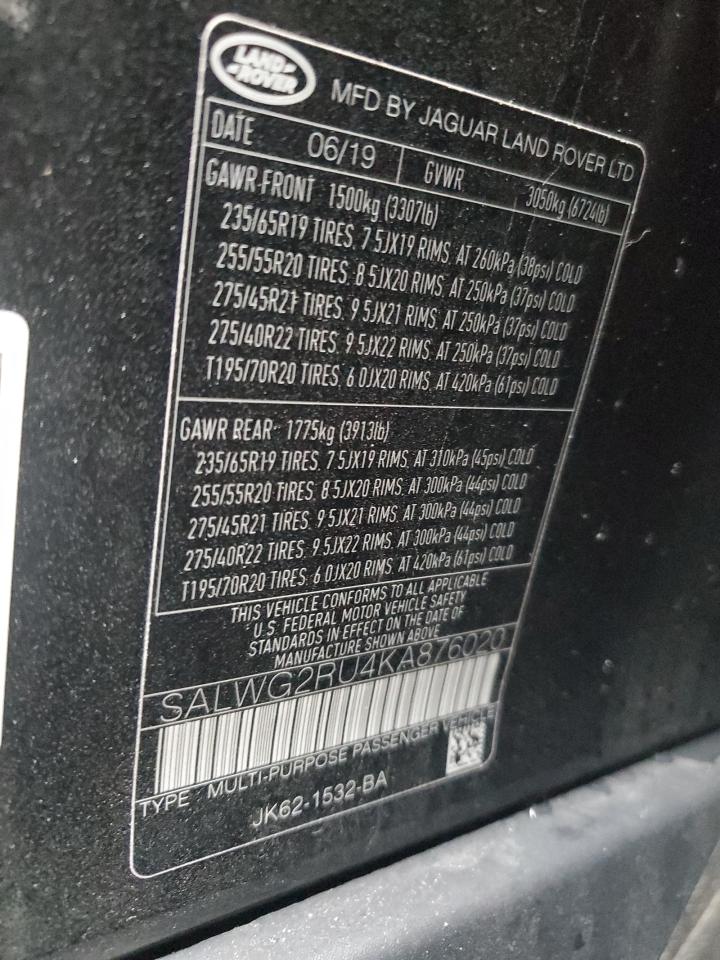 LAND
ROVER
MFD BY JAGUAR LAND ROVER LTD
DATE 06/19 GVWR 3050kg (6724lb)
GAWR-FRONT 1500kg (3307lb)
235/65R19 TIRES, 7.5JX19 RIMS, AT 260kPa (38psi) COLD
255/55R20 TIRES, 8.5JX20 RIMS, AT 250kPa (37psi) COLD
275/45R21 TIRES, 9.5JX21 RIMS, AT 250kPa (37psi) COLD
275/40R22 TIRES, 9.5JX22 RIMS, AT 250kPa (37psi) COLD
T195/70R20 TIRES, 6.0JX20 RIMS, AT 420kPa (61psi) COLD
GAWR REAR: 1775kg (3913lb)
235/65R19 TIRES, 7.5JX19 RIMS, AT 310kPa (45psi) COLD
255/55R20 TIRES, 8.5JX20 RIMS, AT 300kPa (44psi) COLD
275/45R21 TIRES, 9.5JX21 RIMS, AT 300kPa (44psi) COLD
275/40R22 TIRES, 9.5JX22 RIMS, AT 300kPa (44psi) COLD
T195/70R20 TIRES, 6.0JX20 RIMS, AT 420kPa (61psi) COLD
THIS VEHICLE CONFORMS TO ALL APPLICABLE
U.S. FEDERAL MOTOR VEHICLE SAFETY
STANDARDS IN EFFECT ON THE DATE OF
MANUFACTURE SHOWN ABOVE
SALWG2RU4KA876020
TYPE MULTI-PURPOSE PASSENGER VEHICLE
JK62-1532-BA